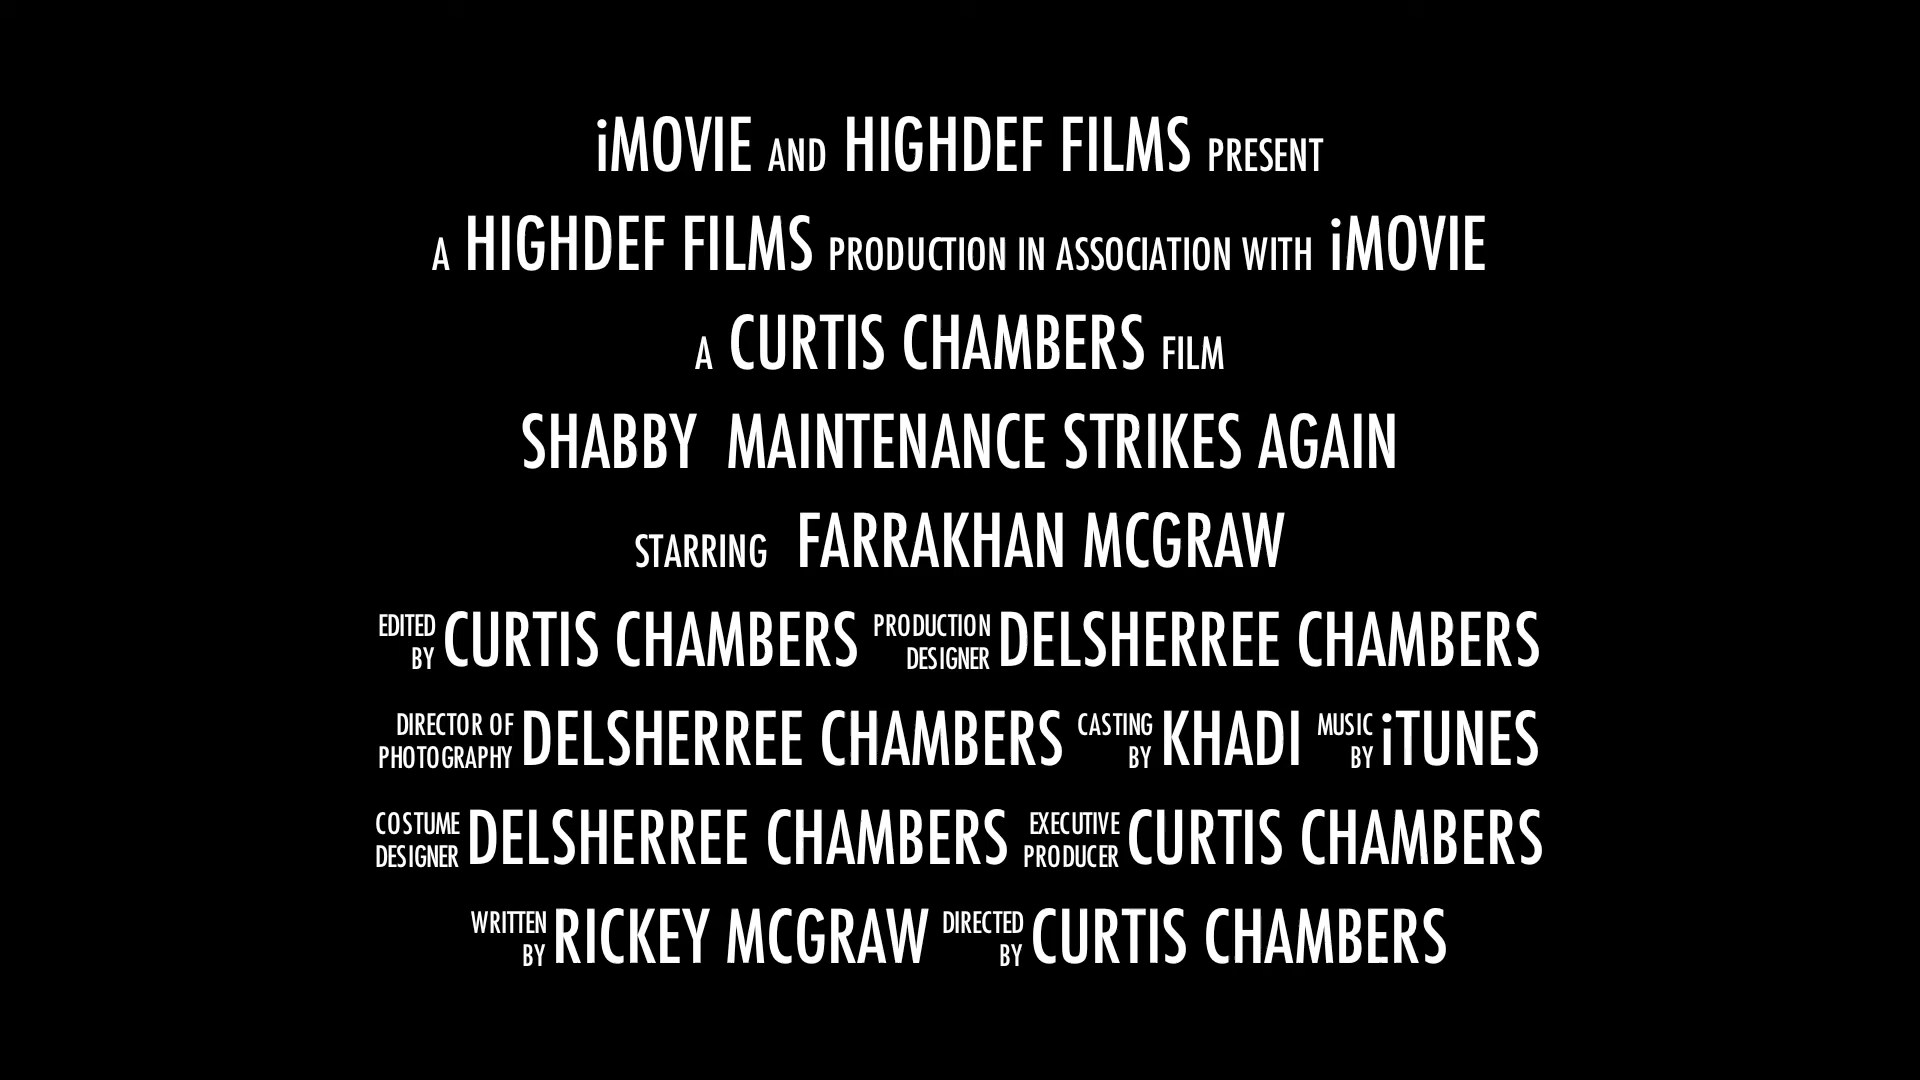 iMOVIE AND HIGHDEF FILMS PRESENT
A HIGHDEF FILMS PRODUCTION IN ASSOCIATION WITH iMOVIE
A CURTIS CHAMBERS FILM
SHABBY MAINTENANCE STRIKES AGAIN
STARRING FARRAKHAN MCGRAW
EDITED BY CURTIS CHAMBERS PRODUCTION DESIGNER DELSHERREE CHAMBERS
DIRECTOR OF PHOTOGRAPHY DELSHERREE CHAMBERS CASTING BY KHADI MUSIC BY iTUNES
COSTUME DESIGNER DELSHERREE CHAMBERS EXECUTIVE PRODUCER CURTIS CHAMBERS
WRITTEN BY RICKEY MCGRAW DIRECTED BY CURTIS CHAMBERS